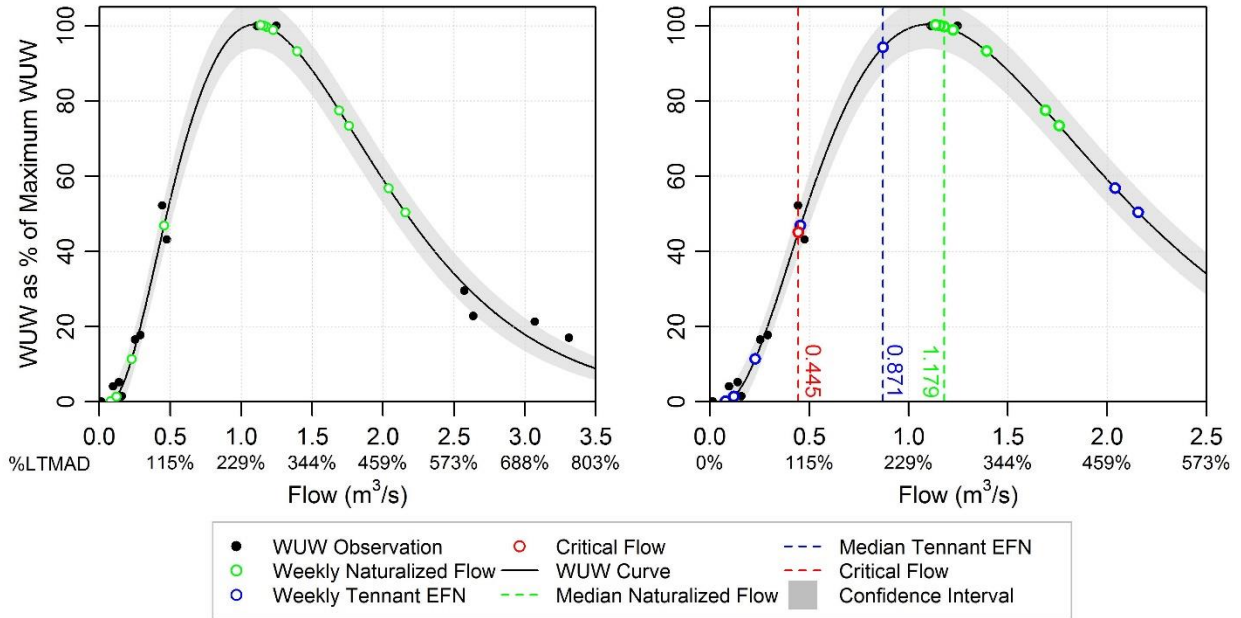 WUW as % of Maximum WUW
100
80
60
40
20
0
0.0 0.5 1.0 1.5 2.0 2.5 3.0 3.5
%LTMAD 115% 229% 344% 459% 573% 688% 803%
Flow (m³/s)
100
80
60
40
20
0
0.445
0.871
1.179
0.0 0.5 1.0 1.5 2.0 2.5
0% 115% 229% 344% 459% 573%
Flow (m³/s)
WUW Observation Critical Flow Median Tennant EFN
Weekly Naturalized Flow WUW Curve Critical Flow
Weekly Tennant EFN Median Naturalized Flow Confidence Interval